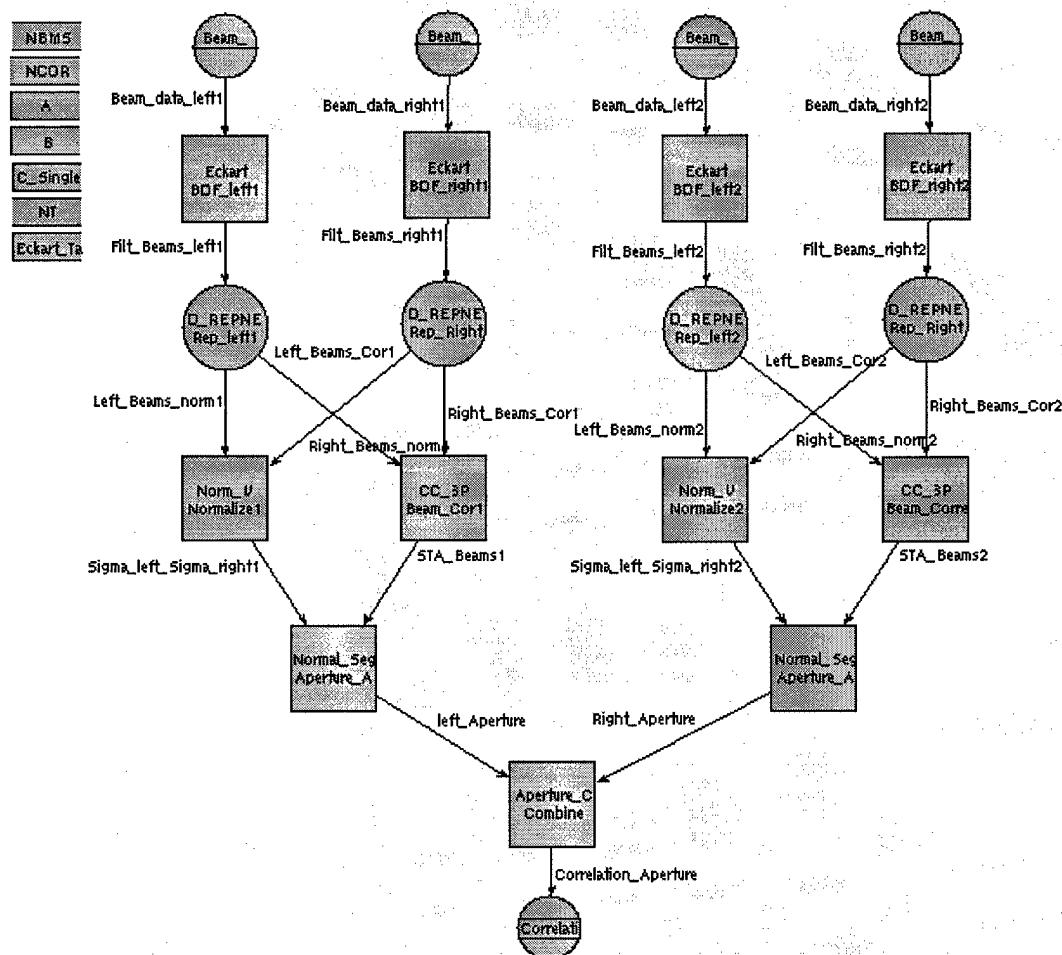 NBMS
NCOR
A
B
C_Single
NT
Eckart_Ta
Beam_
Beam_
Beam_
Beam_
Beam_data_left1
Beam_data_right1
Beam_data_left2
Beam_data_right2
Eckart
BDF_left1
Eckart
BDF_right1
Eckart
BDF_left2
Eckart
BDF_right2
Filt_Beams_left1
Filt_Beams_right1
Filt_Beams_left2
Filt_Beams_right2
D_REPNE
Rep_left1
D_REPNE
Rep_Right
D_REPNE
Rep_left2
D_REPNE
Rep_Right
Left_Beams_Cor1
Left_Beams_Cor2
Left_Beams_norm1
Right_Beams_Cor1
Left_Beams_norm2
Right_Beams_Cor2
Right_Beams_norm
Right_Beams_norm2
Norm_V
Normalize1
CC_3P
Beam_Cor1
Norm_V
Normalize2
CC_3P
Beam_Corre
Sigma_left_Sigma_right1
STA_Beams1
Sigma_left_Sigma_right2
STA_Beams2
Normal_Seg
Aperture_A
Normal_Seg
Aperture_A
left_Aperture
Right_Aperture
Aperture_C
Combine
Correlation_Aperture
Correlati